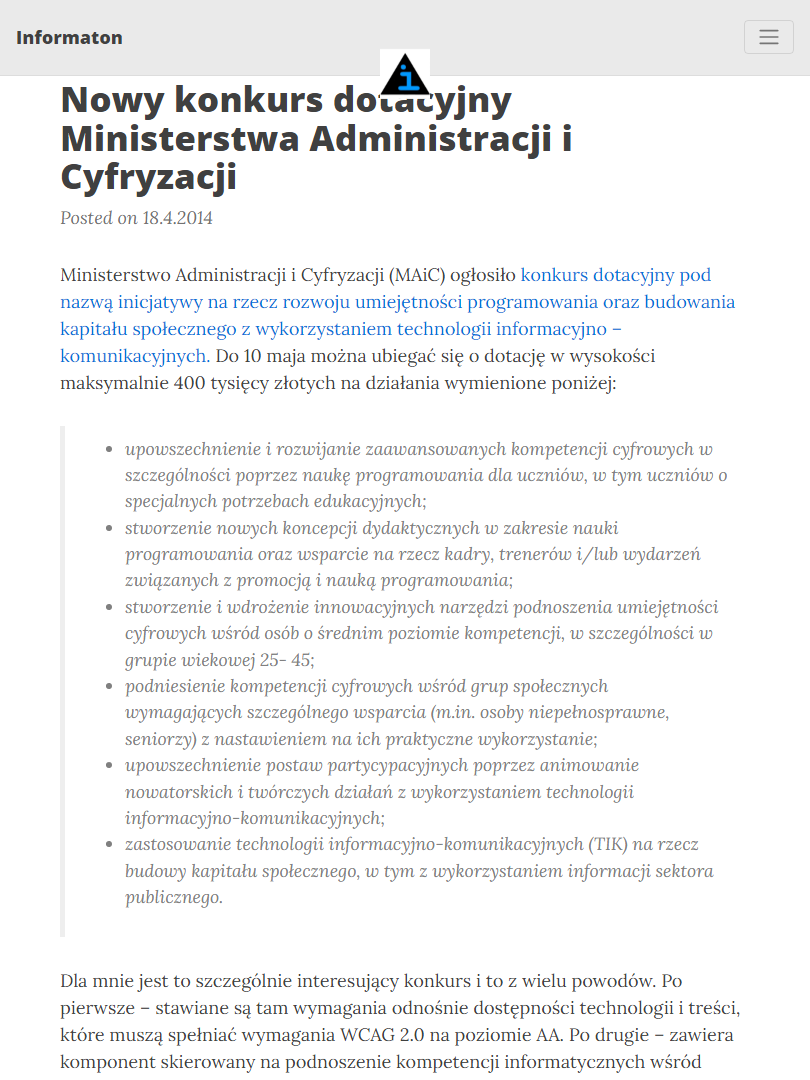 Informaton
Nowy konkurs dotacyjny
Ministerstwa Administracji i
Cyfryzacji
Posted on 18.4.2014
Ministerstwo Administracji i Cyfryzacji (MAiC) ogłosiło konkurs dotacyjny pod
nazwą inicjatywy na rzecz rozwoju umiejętności programowania oraz budowania
kapitału społecznego z wykorzystaniem technologii informacyjno –
komunikacyjnych. Do 10 maja można ubiegać się o dotację w wysokości
maksymalnie 400 tysięcy złotych na działania wymienione poniżej:
• upowszechnienie i rozwijanie zaawansowanych kompetencji cyfrowych w
szczególności poprzez naukę programowania dla uczniów, w tym uczniów o
specjalnych potrzebach edukacyjnych;
• stworzenie nowych koncepcji dydaktycznych w zakresie nauki
programowania oraz wsparcie na rzecz kadry, trenerów i/lub wydarzeń
związanych z promocją i nauką programowania;
• stworzenie i wdrożenie innowacyjnych narzędzi podnoszenia umiejętności
cyfrowych wśród osób o średnim poziomie kompetencji, w szczególności w
grupie wiekowej 25- 45;
• podniesienie kompetencji cyfrowych wśród grup społecznych
wymagających szczególnego wsparcia (m.in. osoby niepełnosprawne,
seniorzy) z nastawieniem na ich praktyczne wykorzystanie;
• upowszechnienie postaw partycypacyjnych poprzez animowanie
nowatorskich i twórczych działań z wykorzystaniem technologii
informacyjno-komunikacyjnych;
• zastosowanie technologii informacyjno-komunikacyjnych (TIK) na rzecz
budowy kapitału społecznego, w tym z wykorzystaniem informacji sektora
publicznego.
Dla mnie jest to szczególnie interesujący konkurs i to z wielu powodów. Po
pierwsze – stawiane są tam wymagania odnośnie dostępności technologii i treści,
które muszą spełniać wymagania WCAG 2.0 na poziomie AA. Po drugie – zawiera
komponent skierowany na podnoszenie kompetencji informatycznych wśród